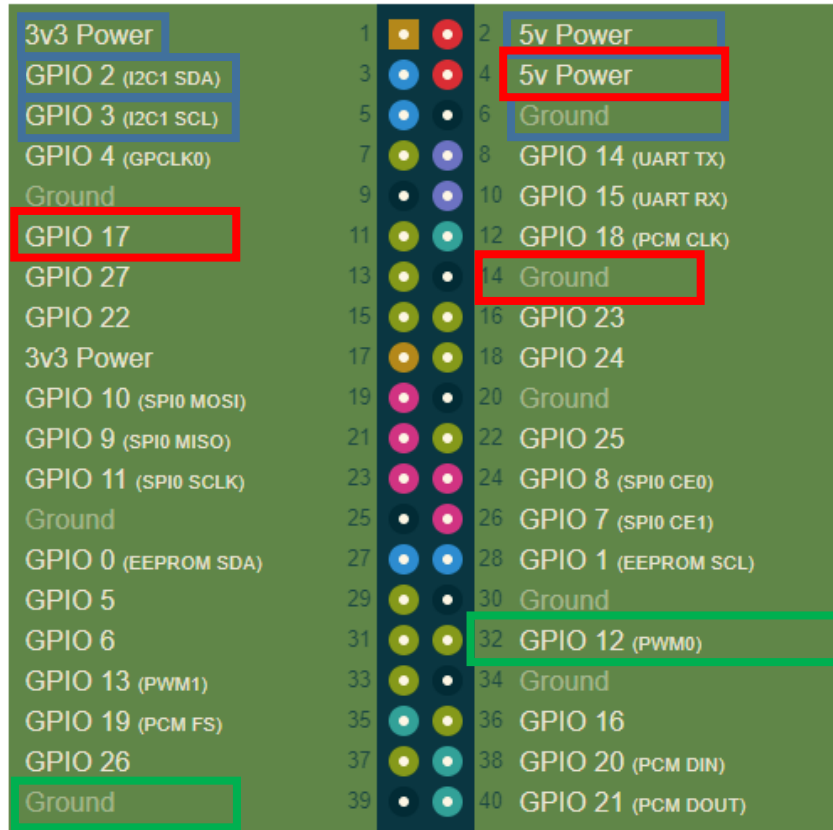 3v3 Power 1 2 5v Power
GPIO 2 (I2C1 SDA) 3 4 5v Power
GPIO 3 (I2C1 SCL) 5 6 Ground
GPIO 4 (GPCLK0) 7 8 GPIO 14 (UART TX)
Ground 9 10 GPIO 15 (UART RX)
GPIO 17 11 12 GPIO 18 (PCM CLK)
GPIO 27 13 14 Ground
GPIO 22 15 16 GPIO 23
3v3 Power 17 18 GPIO 24
GPIO 10 (SPI0 MOSI) 19 20 Ground
GPIO 9 (SPI0 MISO) 21 22 GPIO 25
GPIO 11 (SPI0 SCLK) 23 24 GPIO 8 (SPI0 CE0)
Ground 25 26 GPIO 7 (SPI0 CE1)
GPIO 0 (EEPROM SDA) 27 28 GPIO 1 (EEPROM SCL)
GPIO 5 29 30 Ground
GPIO 6 31 32 GPIO 12 (PWM0)
GPIO 13 (PWM1) 33 34 Ground
GPIO 19 (PCM FS) 35 36 GPIO 16
GPIO 26 37 38 GPIO 20 (PCM DIN)
Ground 39 40 GPIO 21 (PCM DOUT)